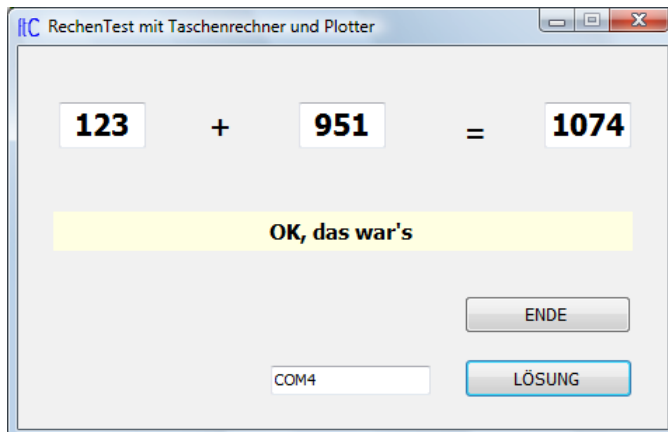 ftC RechenTest mit Taschenrechner und Plotter
123 + 951 = 1074
OK, das war's
ENDE
COM4 LÖSUNG